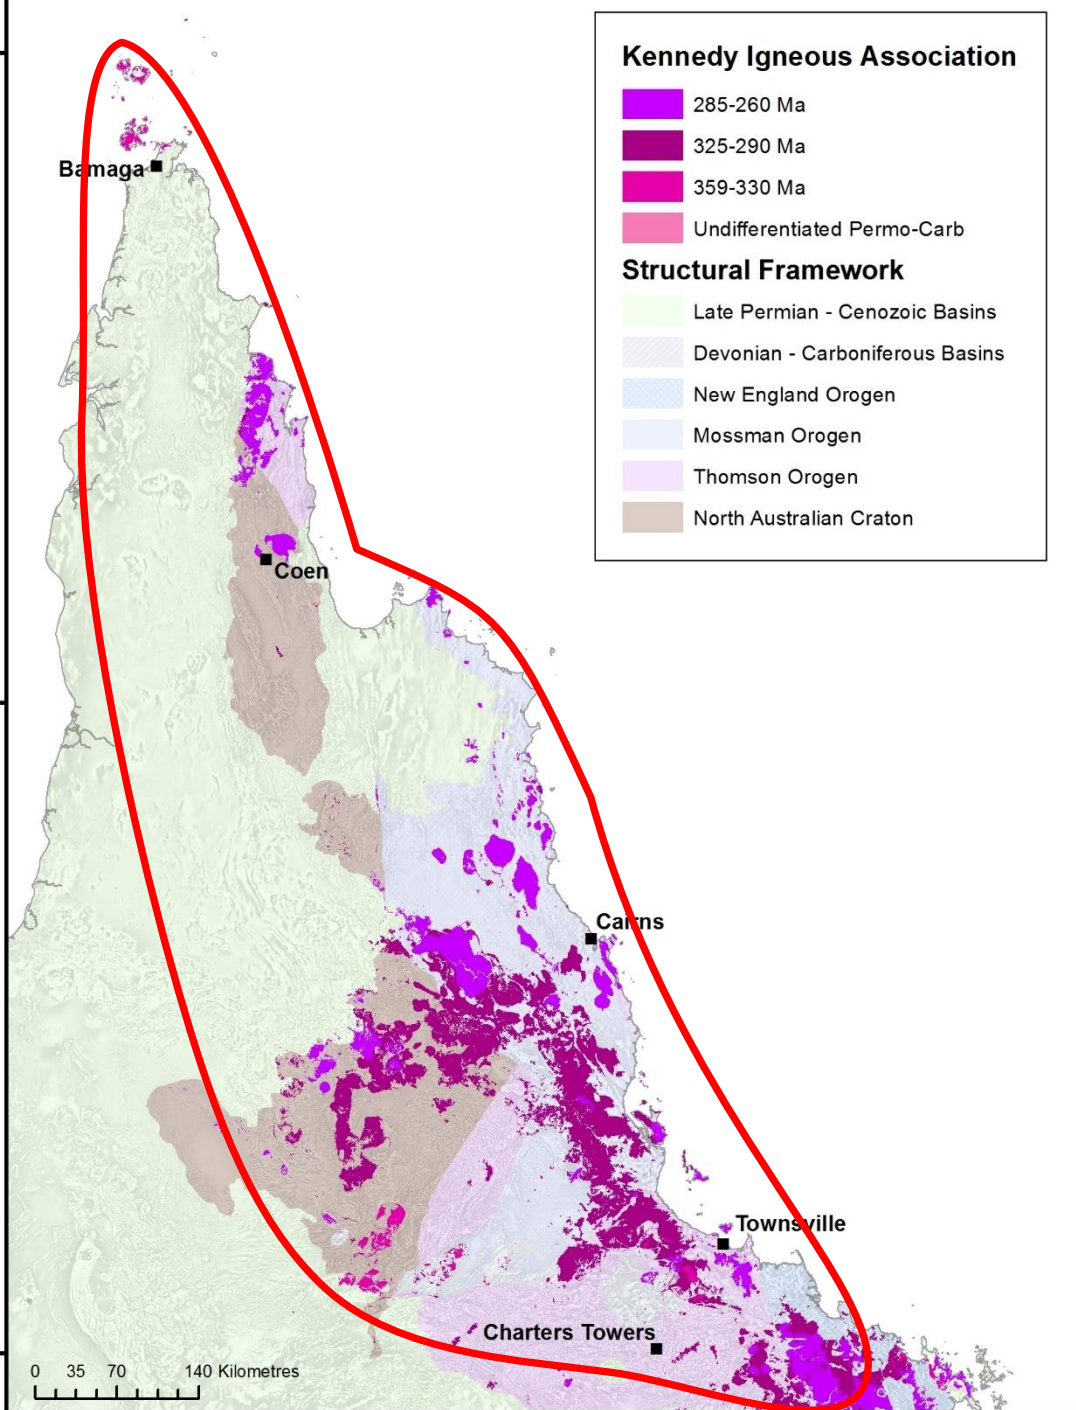 Kennedy Igneous Association
285-260 Ma
325-290 Ma
359-330 Ma
Undifferentiated Permo-Carb
Structural Framework
Late Permian - Cenozoic Basins
Devonian - Carboniferous Basins
New England Orogen
Mossman Orogen
Thomson Orogen
North Australian Craton
Bamaga
Coen
Cairns
Townsville
Charters Towers
0 35 70 140 Kilometres